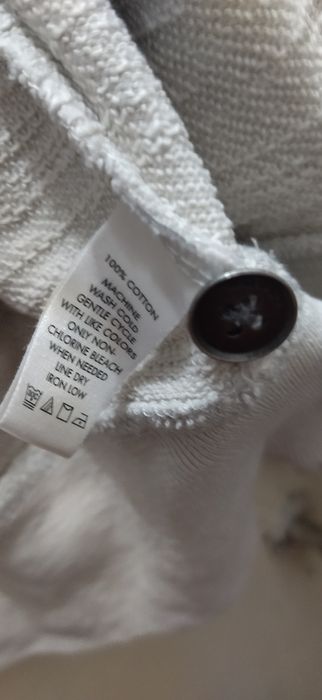 100% COTTON
MACHINE
WASH COLD
GENTLE CYCLE
WITH LIKE COLORS
ONLY NON-
CHLORINE BLEACH
WHEN NEEDED
LINE DRY
IRON LOW